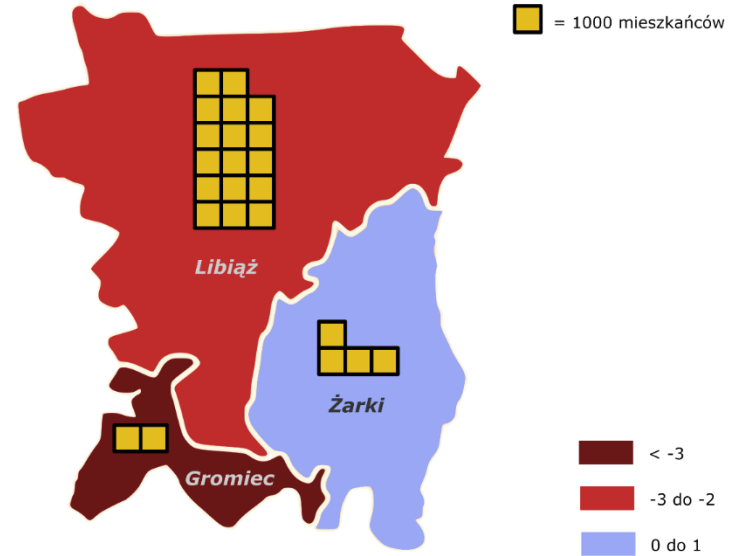 = 1000 mieszkańców
Libiąż
Żarki
Gromiec
< -3
-3 do -2
0 do 1